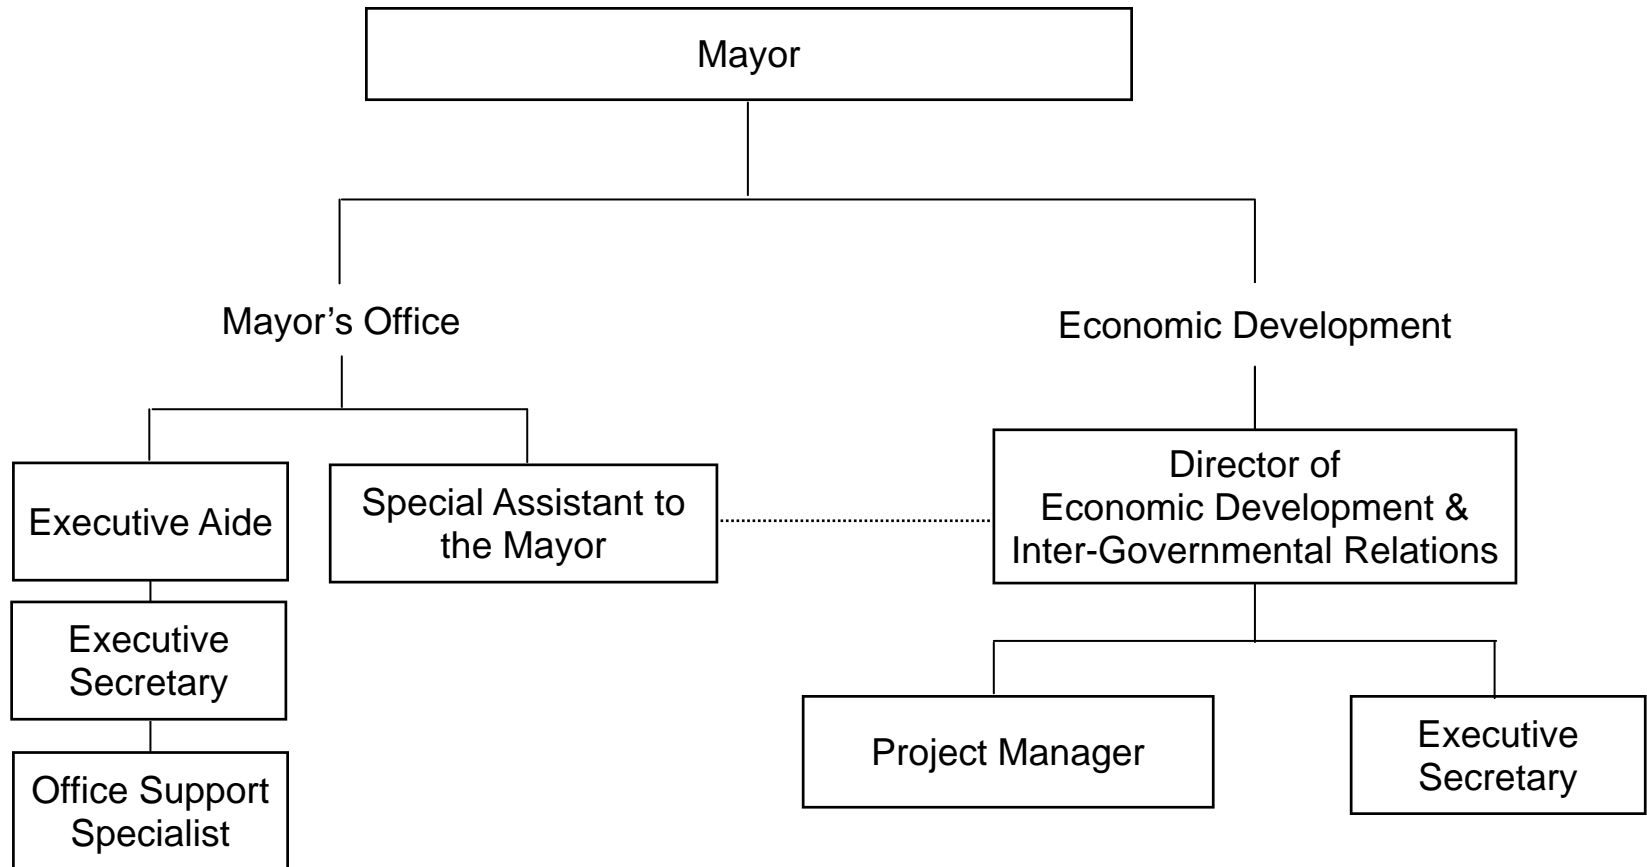 Mayor
Mayor’s Office
Economic Development
Executive Aide
Special Assistant to
the Mayor
Director of
Economic Development &
Inter-Governmental Relations
Executive
Secretary
Office Support
Specialist
Project Manager
Executive
Secretary